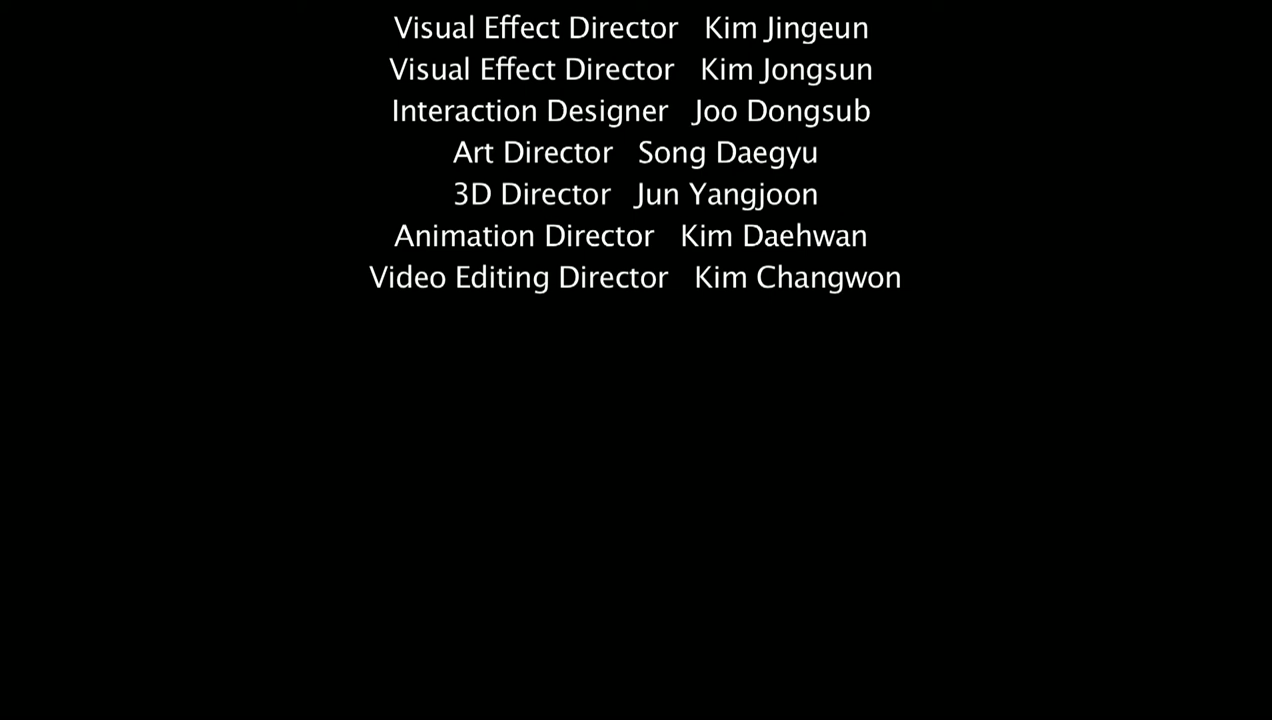 Visual Effect Director Kim Jingeun
Visual Effect Director Kim Jongsun
Interaction Designer Joo Dongsub
Art Director Song Daegyu
3D Director Jun Yangjoon
Animation Director Kim Daehwan
Video Editing Director Kim Changwon